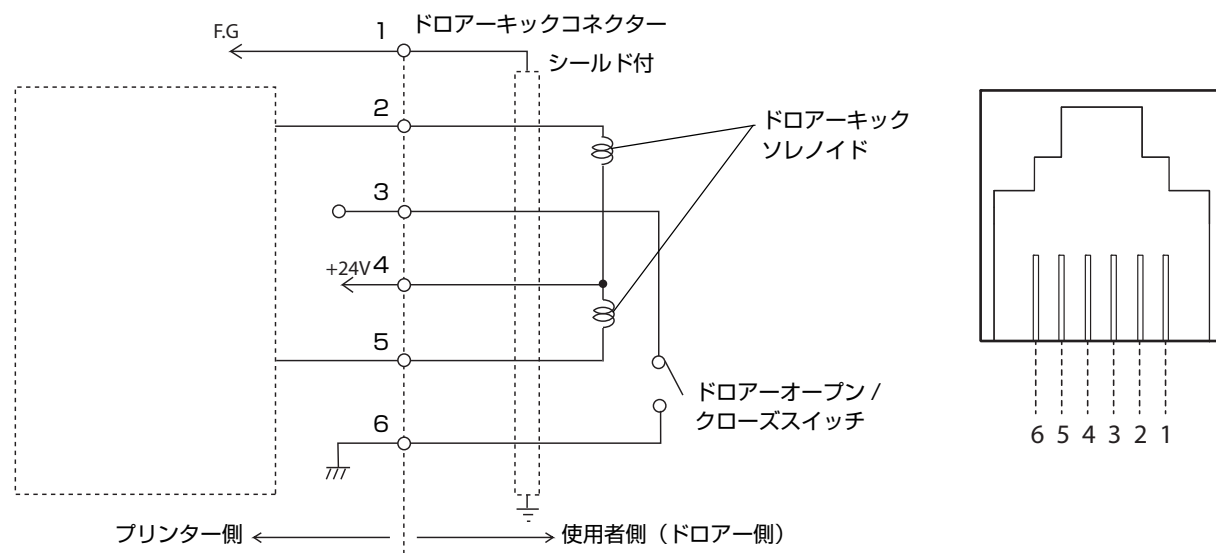 ドロアーキックコネクター
F.G
1
シールド付
2
ドロアーキック
ソレノイド
3
+24V
4
5
ドロアーオープン /
クローズスイッチ
6
プリンター側
使用者側（ドロアー側）
6 5 4 3 2 1